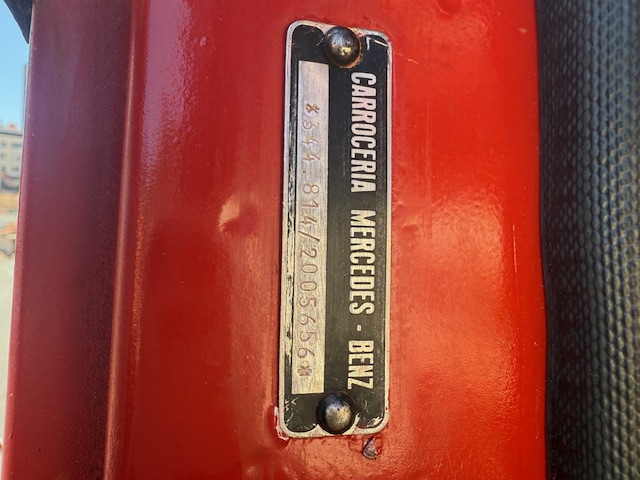 CARROCERIA MERCEDES - BENZ
*344.814/2005656*